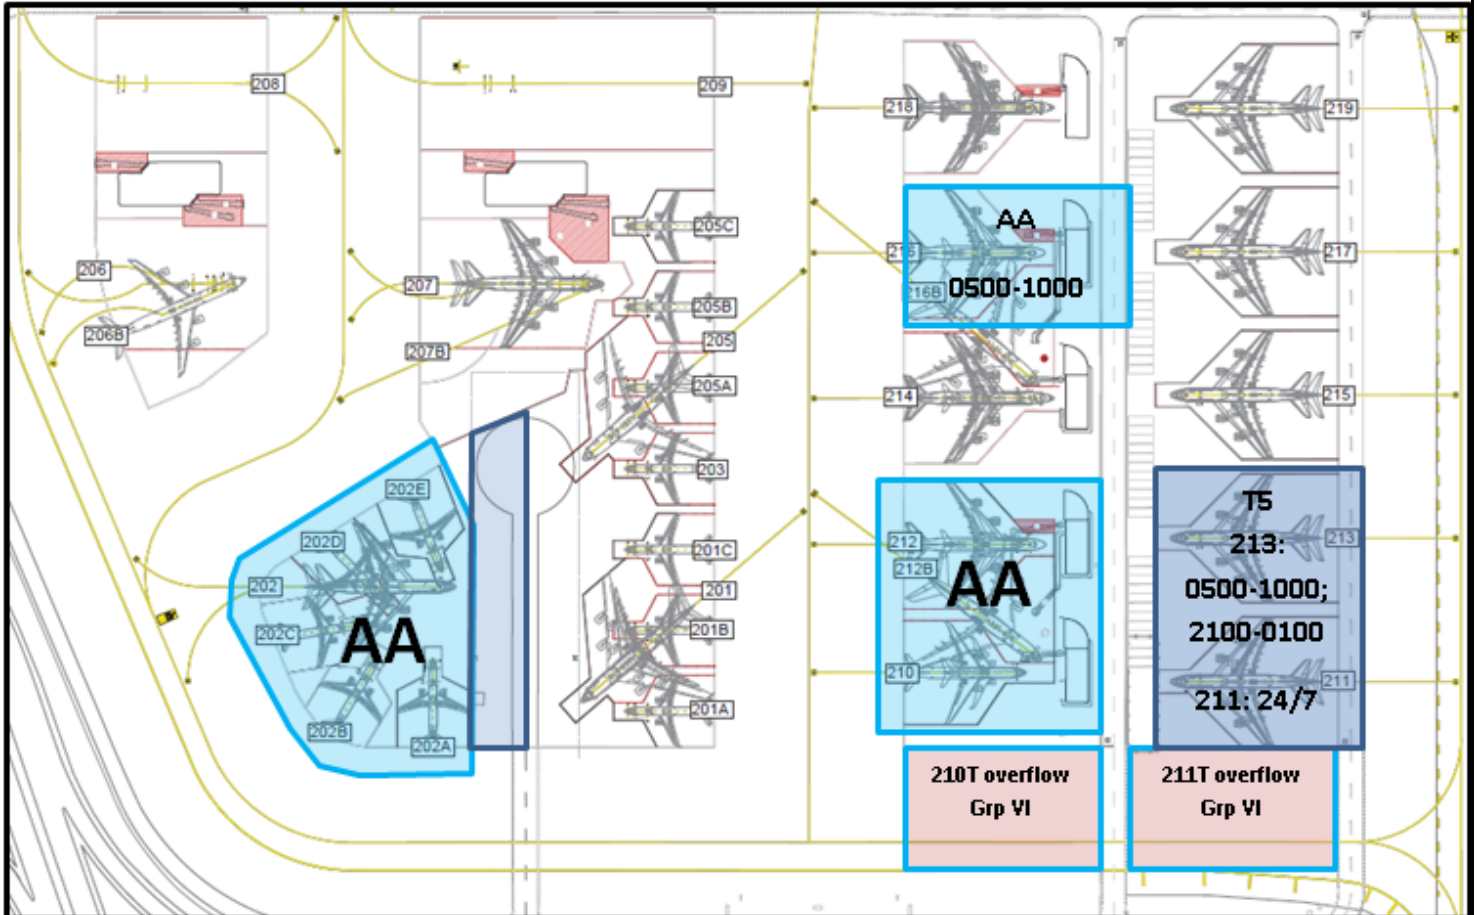 208
209
218
219
206
206B
207
207B
205C
205B
205
205A
203
201C
201
201B
201A
AA
0500-1000
216
216B
217
214
215
202E
202D
202
202C
AA
202B
202A
212
212B
AA
210
T5
213:
0500-1000;
2100-0100
211: 24/7
213
211
210T overflow
Grp VI
211T overflow
Grp VI